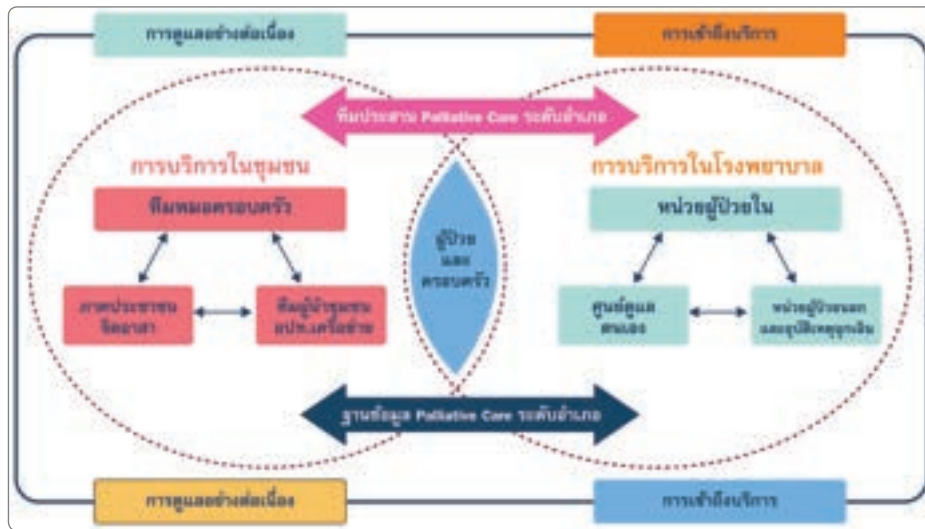 การดูแลอย่างต่อเนื่อง
การเข้าถึงบริการ
ทีมประสาน Palliative Care ระดับอำเภอ
การบริการในชุมชน
การบริการในโรงพยาบาล
ทีมหมอครอบครัว
หน่วยผู้ป่วยใน
ผู้ป่วย
และ
ครอบครัว
ภาคประชาชน
จิตอาสา
ทีมผู้นำชุมชน
อปท.เครือข่าย
ศูนย์ดูแล
ตนเอง
หน่วยผู้ป่วยนอก
และอุบัติเหตุฉุกเฉิน
ฐานข้อมูล Palliative Care ระดับอำเภอ
การดูแลอย่างต่อเนื่อง
การเข้าถึงบริการ